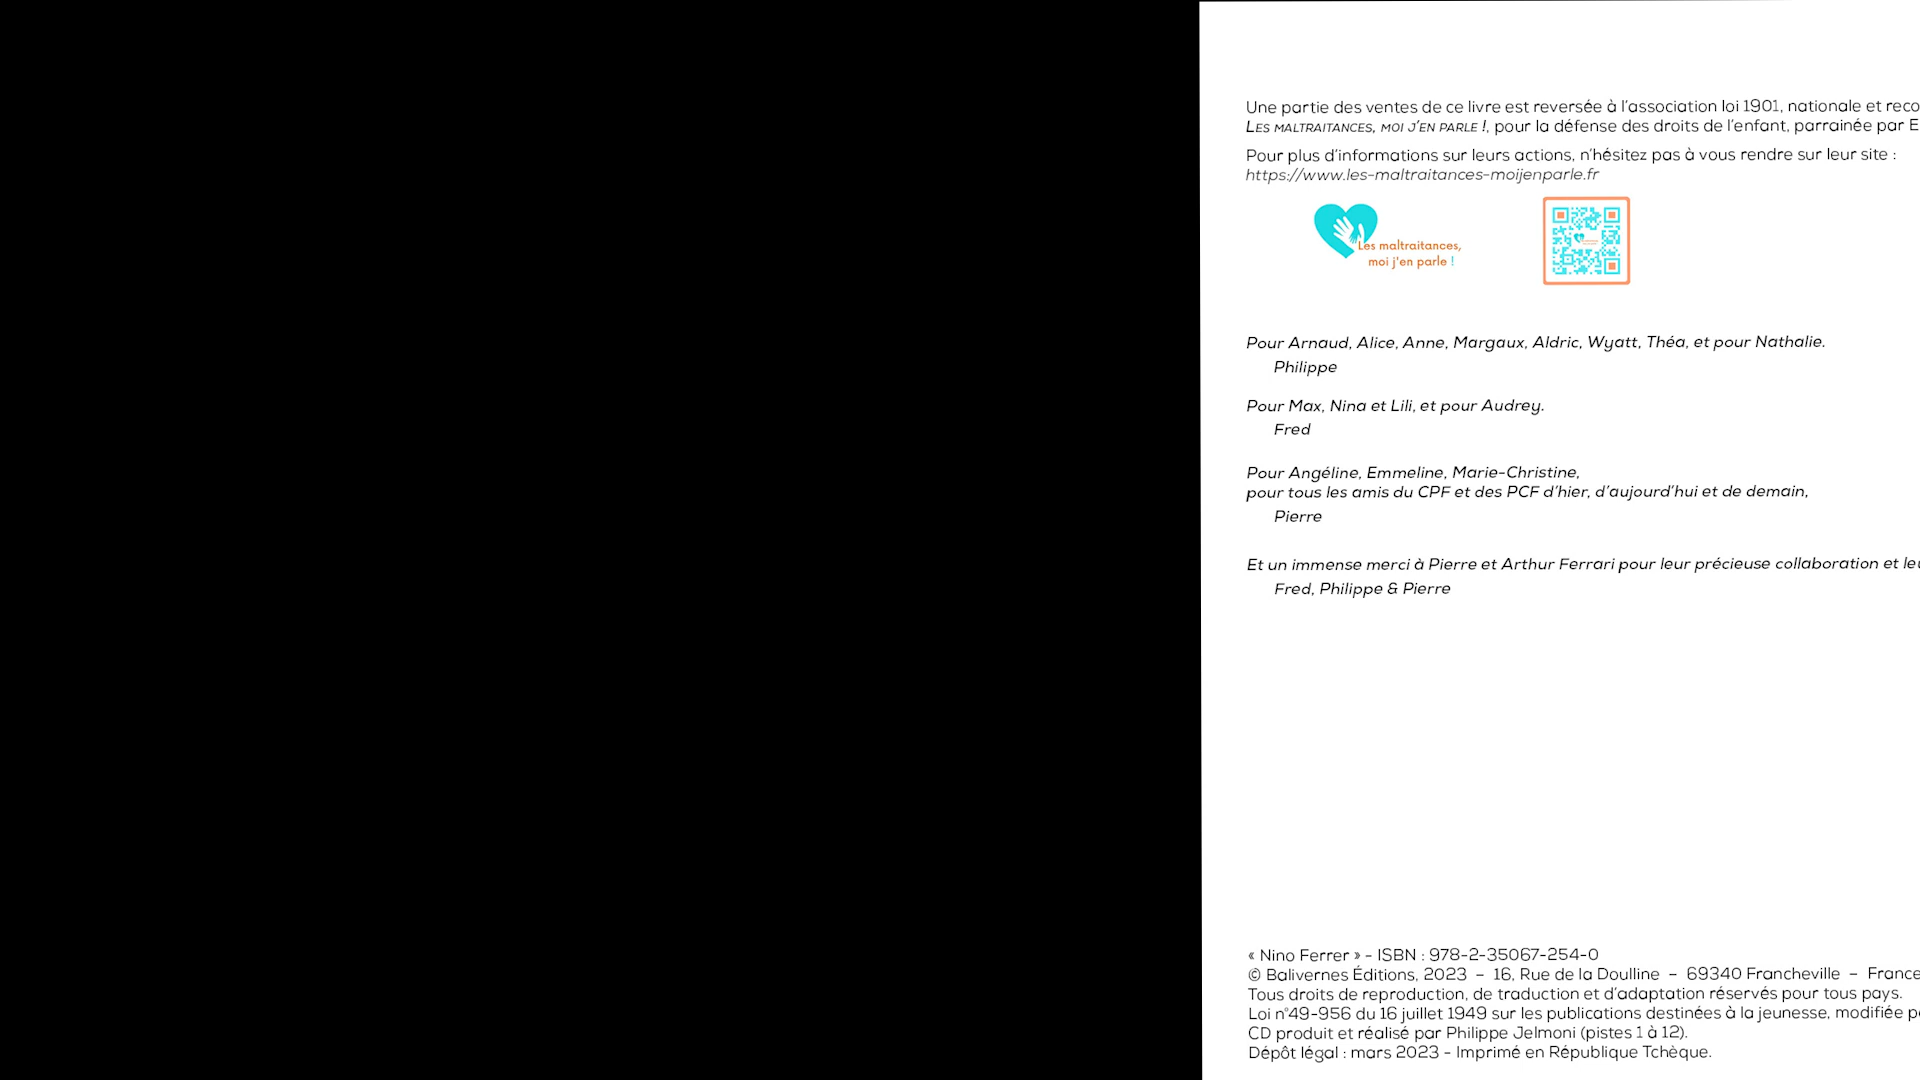 Une partie des ventes de ce livre est reversée à l'association loi 1901, nationale et reco
LES MALTRAITANCES, MOI J'EN PARLE !, pour la défense des droits de l'enfant, parrainée par E
Pour plus d'informations sur leurs actions, n'hésitez pas à vous rendre sur leur site :
https://www.les-maltraitances-moijenparle.fr
Les maltraitances,
moi j'en parle !
Pour Arnaud, Alice, Anne, Margaux, Aldric, Wyatt, Théa, et pour Nathalie.
Philippe
Pour Max, Nina et Lili, et pour Audrey.
Fred
Pour Angéline, Emmeline, Marie-Christine,
pour tous les amis du CPF et des PCF d'hier, d'aujourd'hui et de demain,
Pierre
Et un immense merci à Pierre et Arthur Ferrari pour leur précieuse collaboration et leu
Fred, Philippe & Pierre
« Nino Ferrer » - ISBN : 978-2-35067-254-0
© Balivernes Éditions, 2023 – 16, Rue de la Doulline – 69340 Francheville – France
Tous droits de reproduction, de traduction et d'adaptation réservés pour tous pays.
Loi n°49-956 du 16 juillet 1949 sur les publications destinées à la jeunesse, modifiée p
CD produit et réalisé par Philippe Jelmoni (pistes 1 à 12).
Dépôt légal : mars 2023 - Imprimé en République Tchèque.